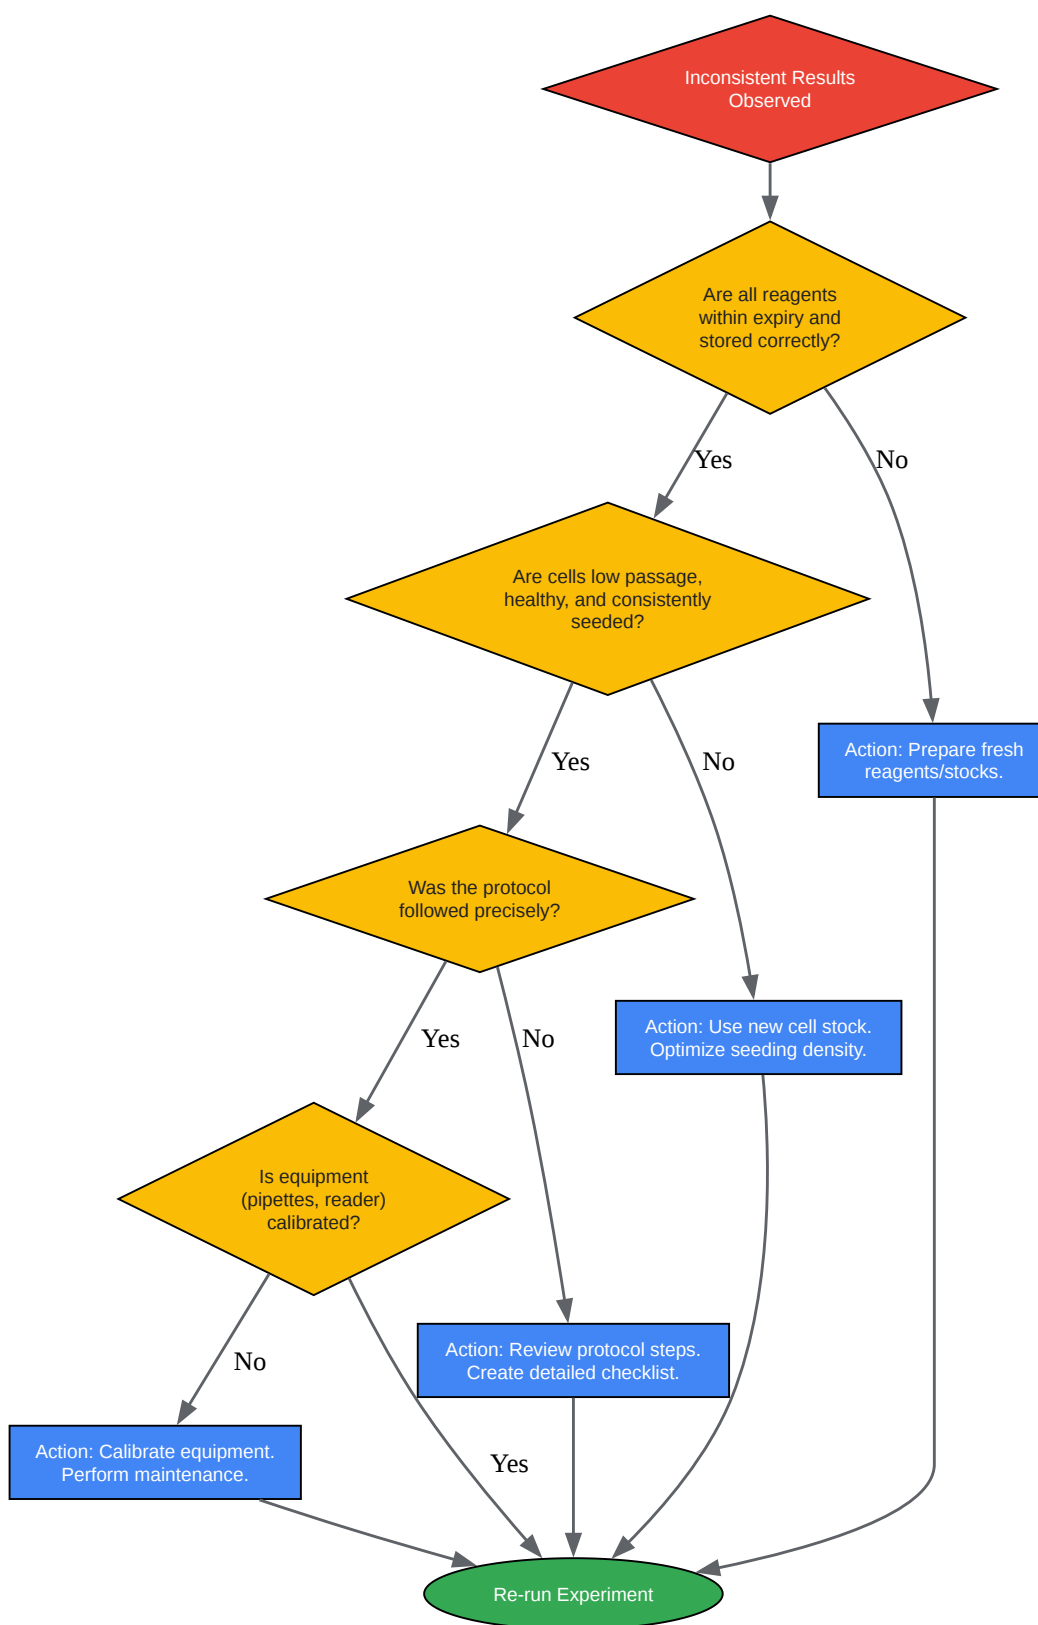 Inconsistent Results
Observed
Are all reagents
within expiry and
stored correctly?
Yes
No
Are cells low passage,
healthy, and consistently
seeded?
Yes
No
Action: Prepare fresh
reagents/stocks.
Was the protocol
followed precisely?
Yes
No
Action: Use new cell stock.
Optimize seeding density.
Is equipment
(pipettes, reader)
calibrated?
No
Yes
Action: Review protocol steps.
Create detailed checklist.
Action: Calibrate equipment.
Perform maintenance.
Re-run Experiment